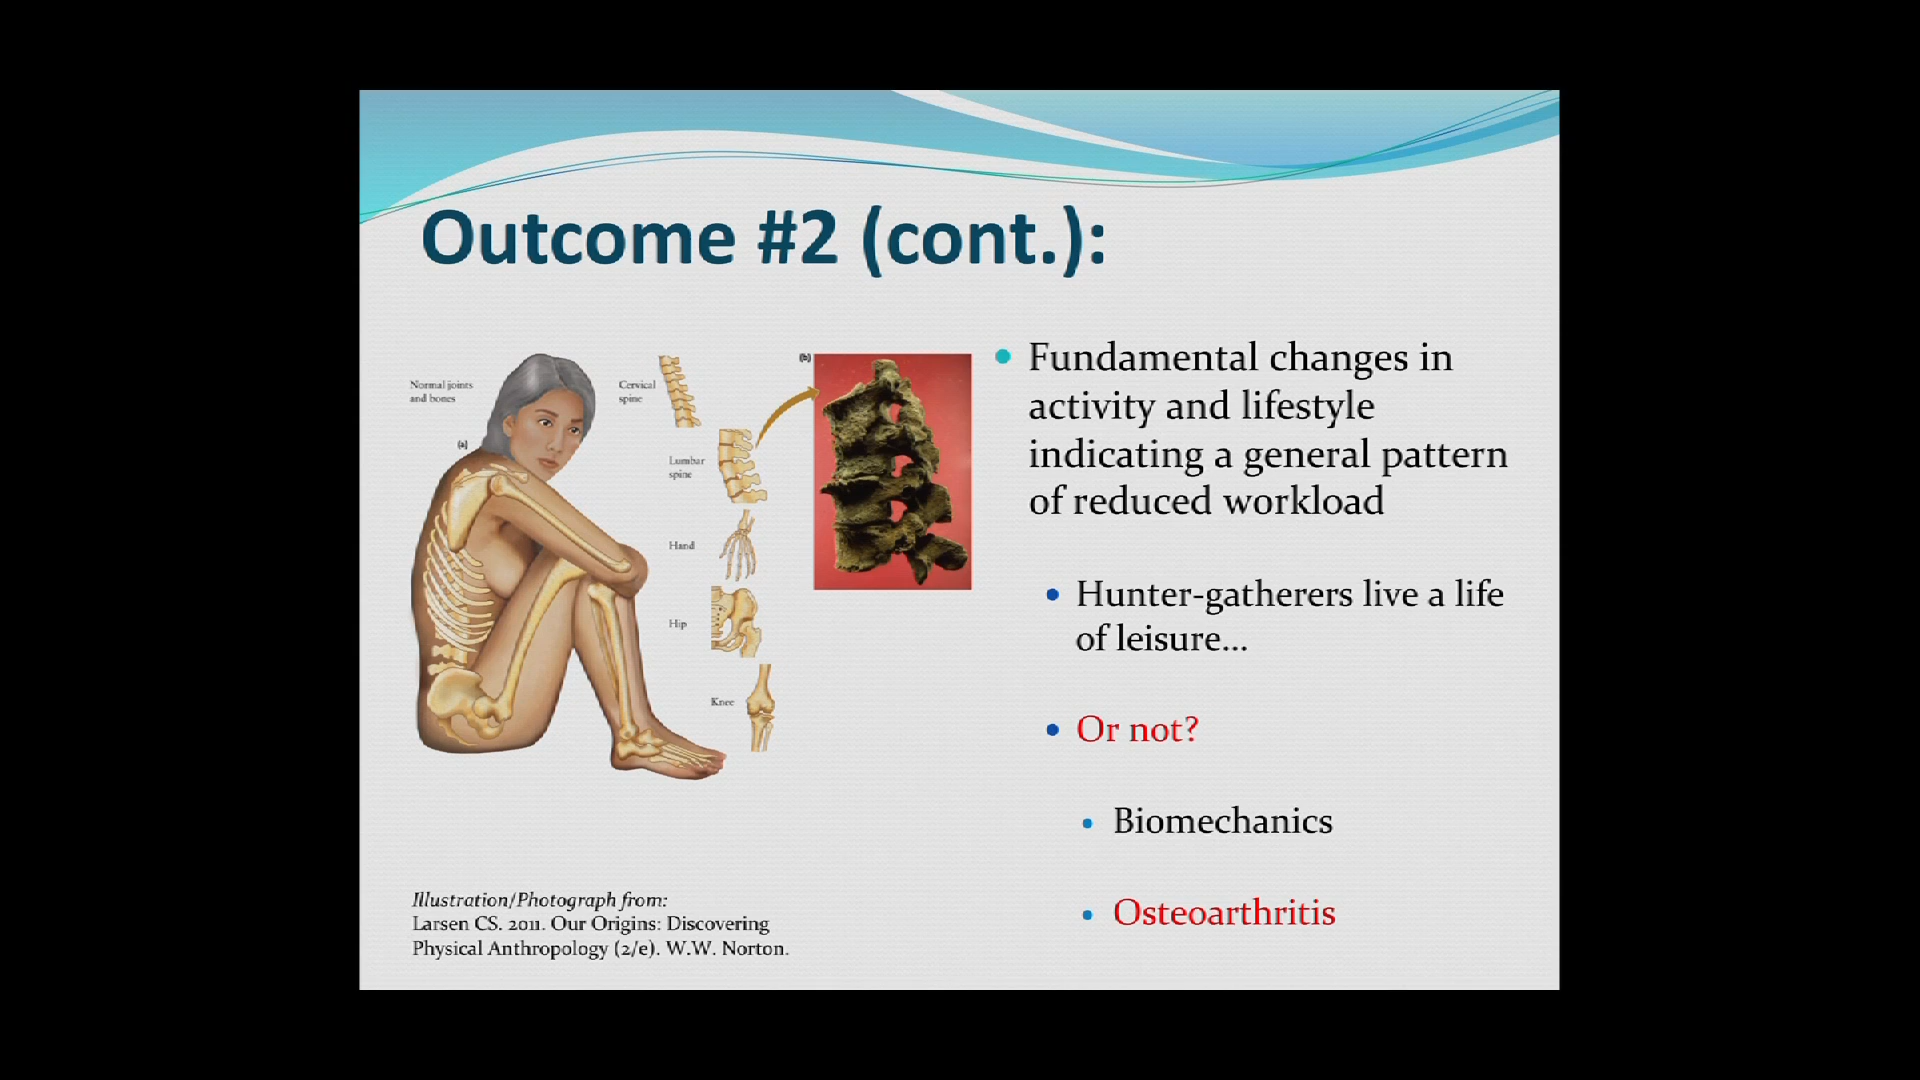 Outcome #2 (cont.):
Normal joints
and bones
(a)
Cervical
spine
Lumbar
spine
Hand
Hip
Knee
(b)
Fundamental changes in
activity and lifestyle
indicating a general pattern
of reduced workload
Hunter-gatherers live a life
of leisure...
Or not?
Biomechanics
Osteoarthritis
Illustration/Photograph from:
Larsen CS. 2011. Our Origins: Discovering
Physical Anthropology (2/e). W.W. Norton.